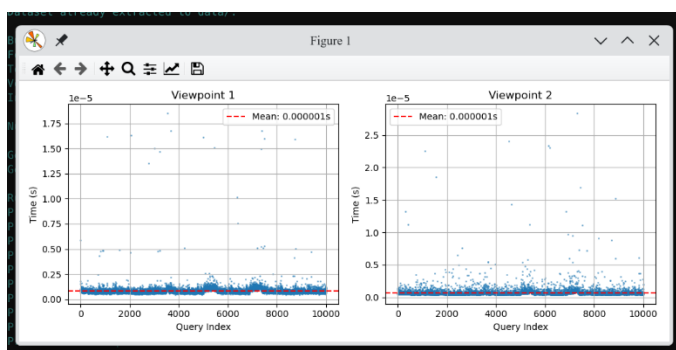 Dataset already extracted to data/.
Figure 1
1e-5
Viewpoint 1
Mean: 0.000001s
1.75
1.50
1.25
1.00
0.75
0.50
0.25
0.00
Time (s)
0
2000
4000
6000
8000
10000
Query Index
1e-5
Viewpoint 2
Mean: 0.000001s
2.5
2.0
1.5
1.0
0.5
0.0
Time (s)
0
2000
4000
6000
8000
10000
Query Index